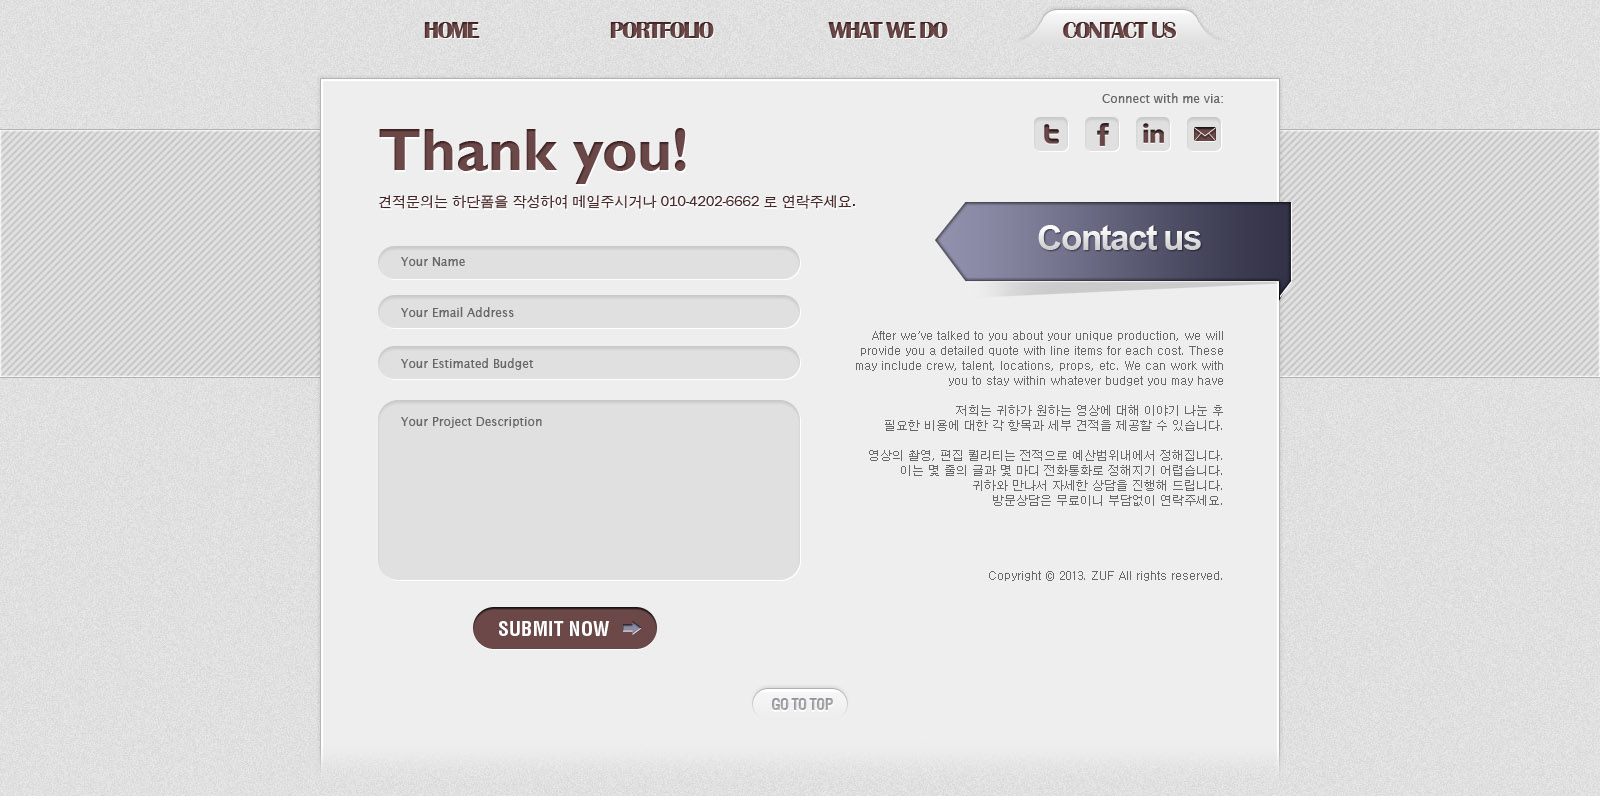 HOME
PORTFOLIO
WHAT WE DO
CONTACT US
Connect with me via:
Thank you!
견적문의는 하단폼을 작성하여 메일주시거나 010-4202-6662 로 연락주세요.
Your Name
Your Email Address
Your Estimated Budget
Your Project Description
SUBMIT NOW
Contact us
After we've talked to you about your unique production, we will
provide you a detailed quote with line items for each cost. These
may include crew, talent, locations, props, etc. We can work with
you to stay within whatever budget you may have
저희는 귀하가 원하는 영상에 대해 이야기 나눈 후
필요한 비용에 대한 각 항목과 세부 견적을 제공할 수 있습니다.
영상의 촬영, 편집 퀄리티는 전적으로 예산범위내에서 정해집니다.
이는 몇 줄의 글과 몇 마디 전화통화로 정해지기 어렵습니다.
귀하와 만나서 자세한 상담을 진행해 드립니다.
방문상담은 무료이니 부담없이 연락주세요.
Copyright © 2013. ZUF All rights reserved.
GO TO TOP